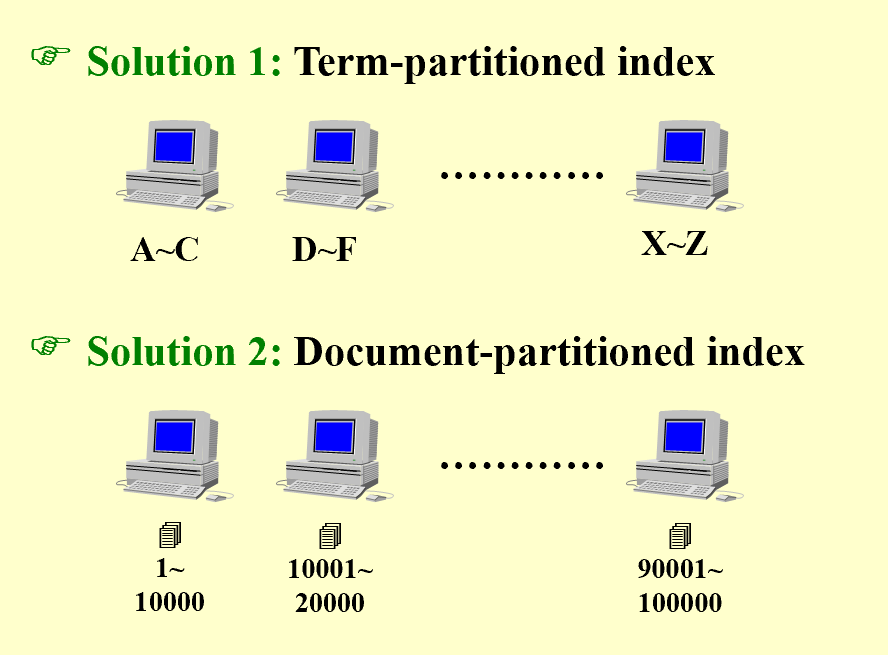 ☞ Solution 1: Term-partitioned index
............
A~C D~F X~Z
☞ Solution 2: Document-partitioned index
............
1~ 10001~ 90001~
10000 20000 100000